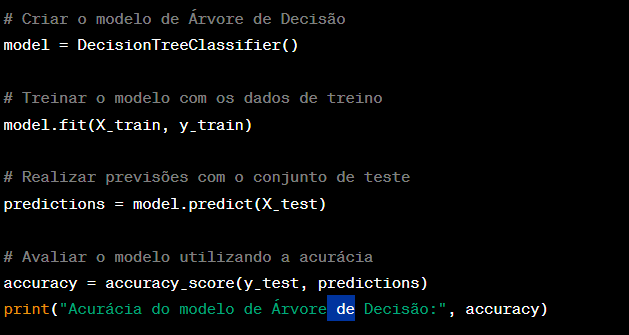 # Criar o modelo de Árvore de Decisão
model = DecisionTreeClassifier()
# Treinar o modelo com os dados de treino
model.fit(X_train, y_train)
# Realizar previsões com o conjunto de teste
predictions = model.predict(X_test)
# Avaliar o modelo utilizando a acurácia
accuracy = accuracy_score(y_test, predictions)
print("Acurácia do modelo de Árvore de Decisão:", accuracy)